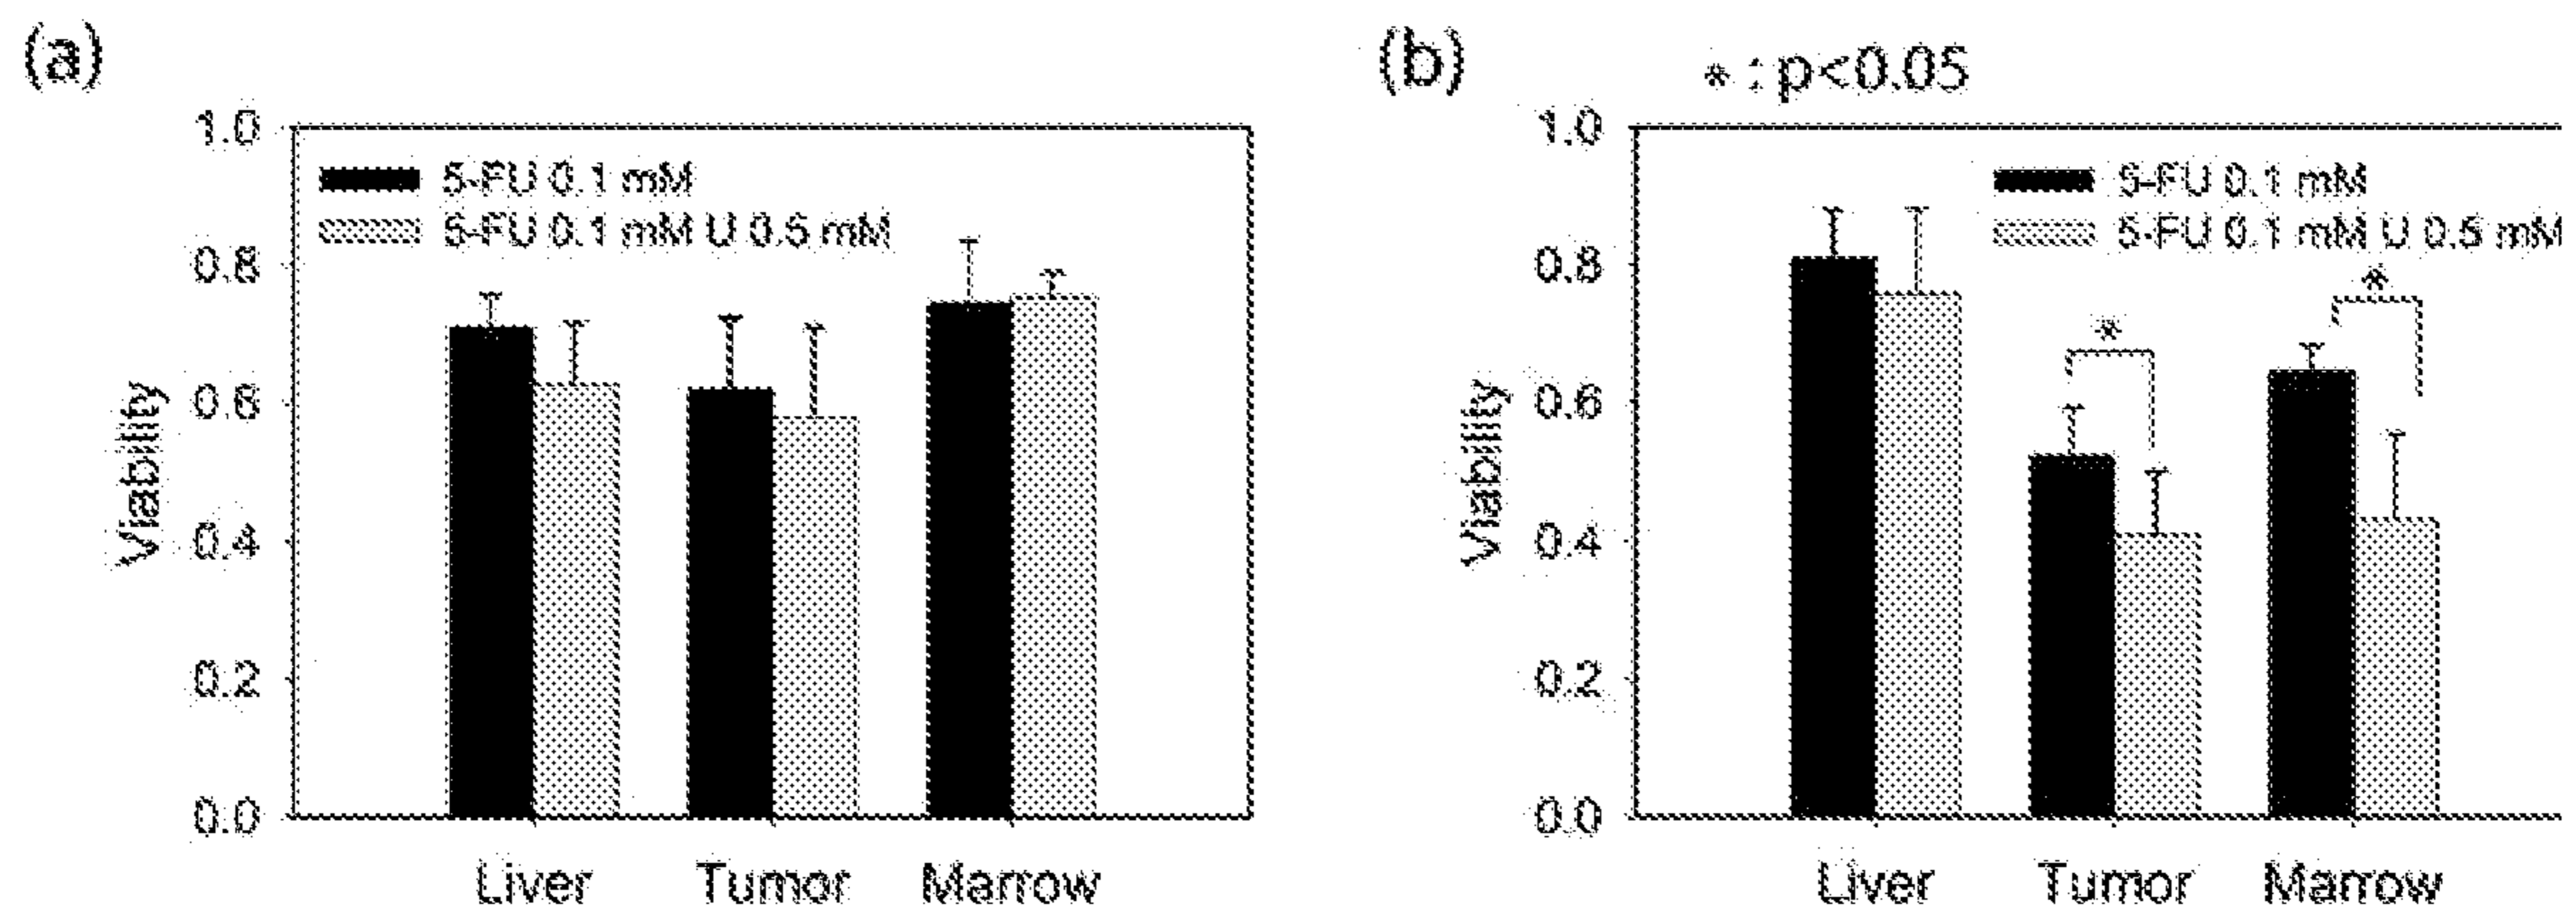 (a)
1.0
0.8
0.6
0.4
0.2
0.0
Viability
5-FU 0.1 mM
5-FU 0.1 mM U 0.5 mM
Liver Tumor Marrow
(b)
* : p<0.05
1.0
0.8
0.6
0.4
0.2
0.0
Viability
5-FU 0.1 mM
5-FU 0.1 mM U 0.5 mM
*
*
Liver Tumor Marrow